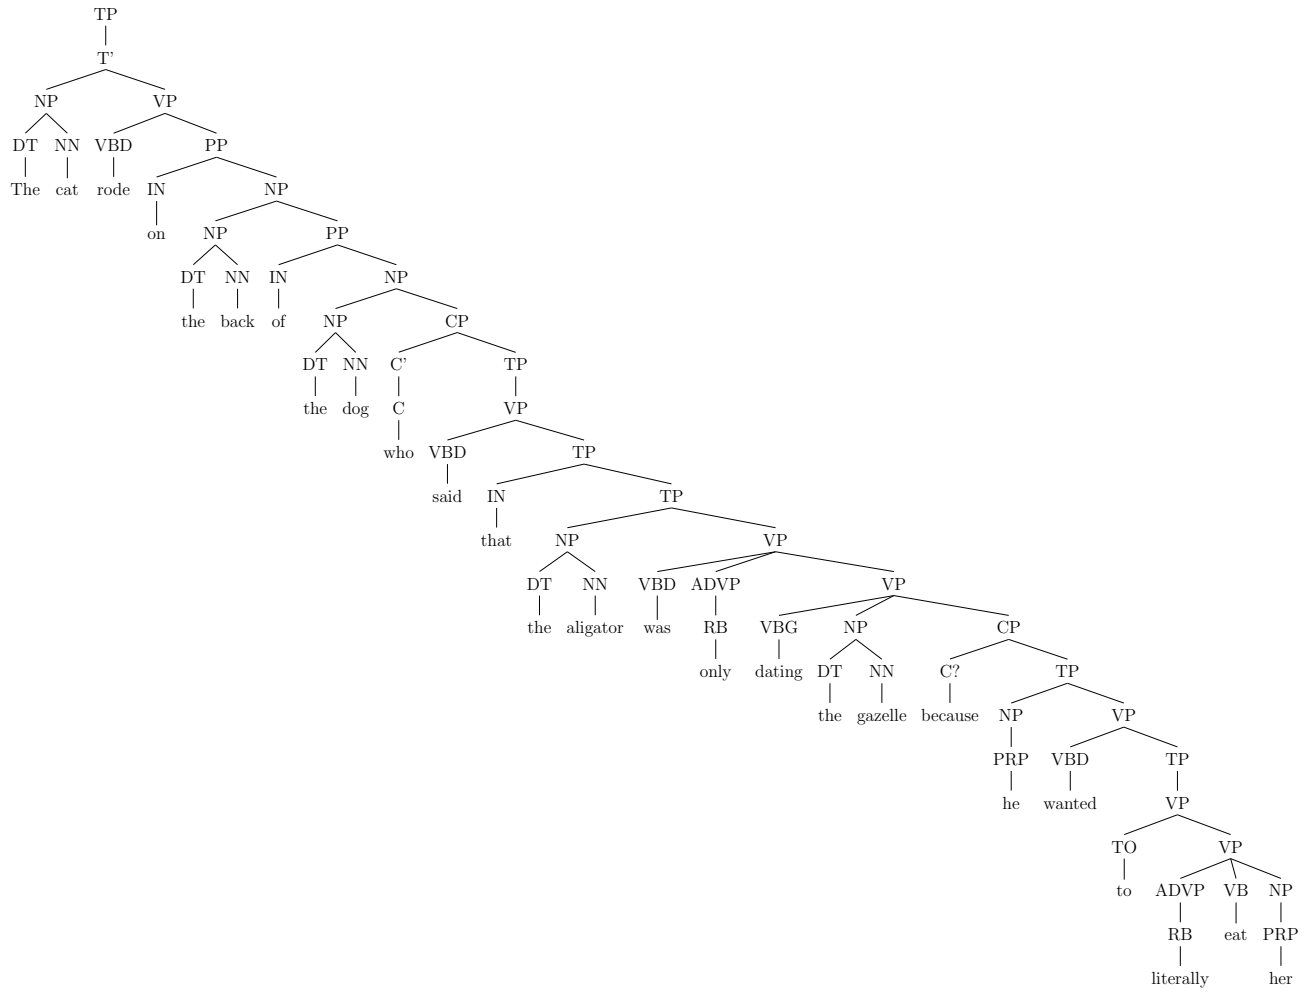 TP
T'
NP VP
DT NN VBD PP
The cat rode IN NP
on NP PP
DT NN IN NP
the back of NP CP
DT NN C' TP
the dog C VP
who VBD TP
said IN TP
that NP VP
DT NN VBD ADVP VP
the aligator was RB VBG NP CP
only dating DT NN C? TP
the gazelle because NP VP
PRP VBD TP
he wanted VP
TO VP
to ADVP VB NP
RB eat PRP
literally her